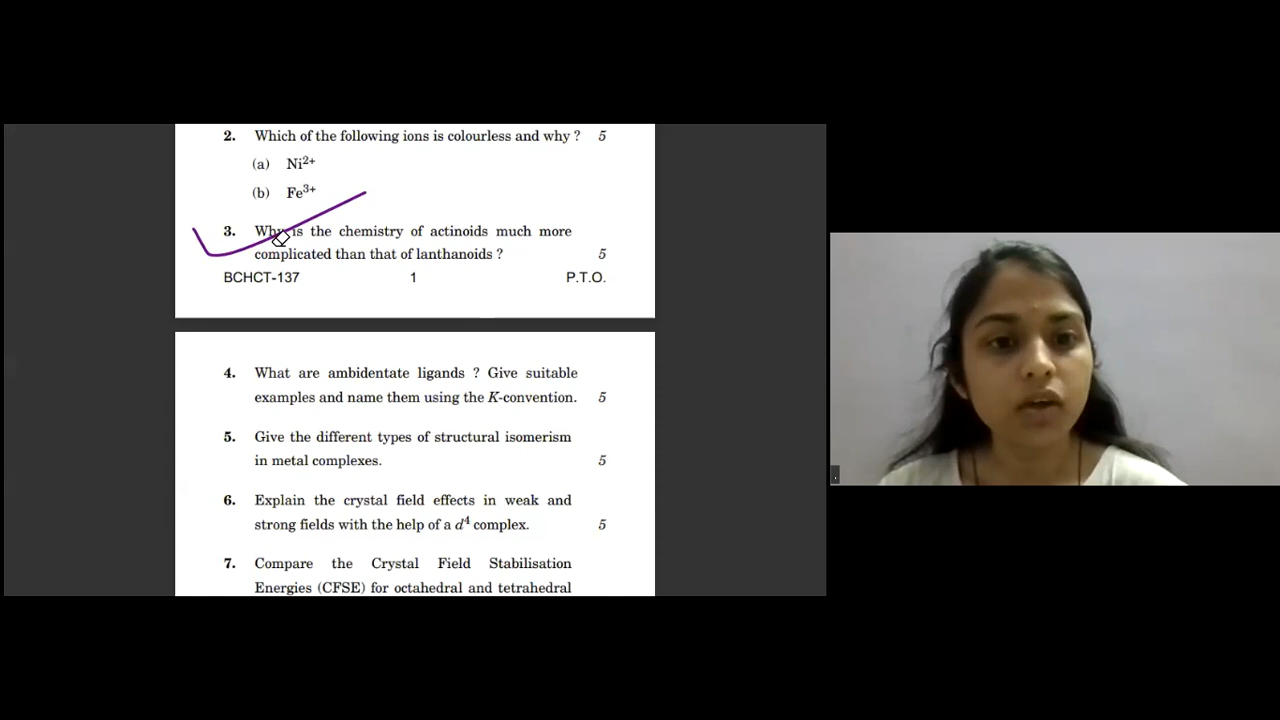 2. Which of the following ions is colourless and why ? 5
(a) Ni2+
(b) Fe3+
3. Why is the chemistry of actinoids much more
complicated than that of lanthanoids ? 5
BCHCT-137 1 P.T.O.
4. What are ambidentate ligands ? Give suitable
examples and name them using the K-convention. 5
5. Give the different types of structural isomerism
in metal complexes. 5
6. Explain the crystal field effects in weak and
strong fields with the help of a d4 complex. 5
7. Compare the Crystal Field Stabilisation
Energies (CFSE) for octahedral and tetrahedral